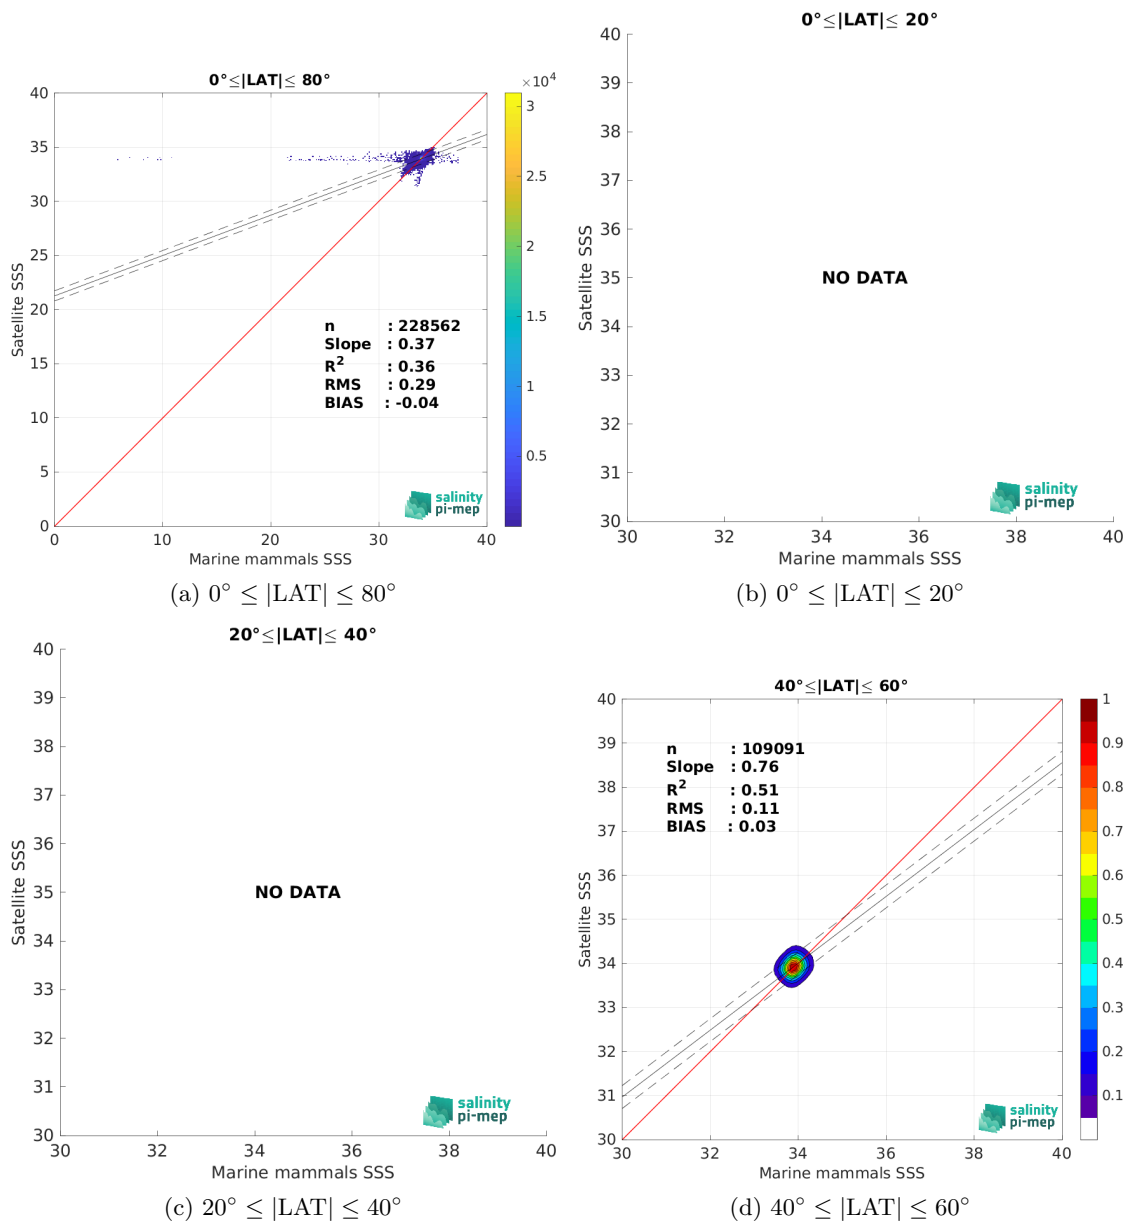 0°≤|LAT|≤ 80°
×10⁴
40
35
30
25
20
15
10
5
0
Satellite SSS
n : 228562
Slope : 0.37
R² : 0.36
RMS : 0.29
BIAS : -0.04
salinity
pi-mep
0 10 20 30 40
Marine mammals SSS
3
2.5
2
1.5
1
0.5
(a) 0° ≤ |LAT| ≤ 80°
0°≤|LAT|≤ 20°
40
39
38
37
36
35
34
33
32
31
30
Satellite SSS
NO DATA
salinity
pi-mep
30 32 34 36 38 40
Marine mammals SSS
(b) 0° ≤ |LAT| ≤ 20°
20°≤|LAT|≤ 40°
40
39
38
37
36
35
34
33
32
31
30
Satellite SSS
NO DATA
salinity
pi-mep
30 32 34 36 38 40
Marine mammals SSS
(c) 20° ≤ |LAT| ≤ 40°
40°≤|LAT|≤ 60°
40
39
38
37
36
35
34
33
32
31
30
Satellite SSS
n : 109091
Slope : 0.76
R² : 0.51
RMS : 0.11
BIAS : 0.03
salinity
pi-mep
30 32 34 36 38 40
Marine mammals SSS
1
0.9
0.8
0.7
0.6
0.5
0.4
0.3
0.2
0.1
(d) 40° ≤ |LAT| ≤ 60°